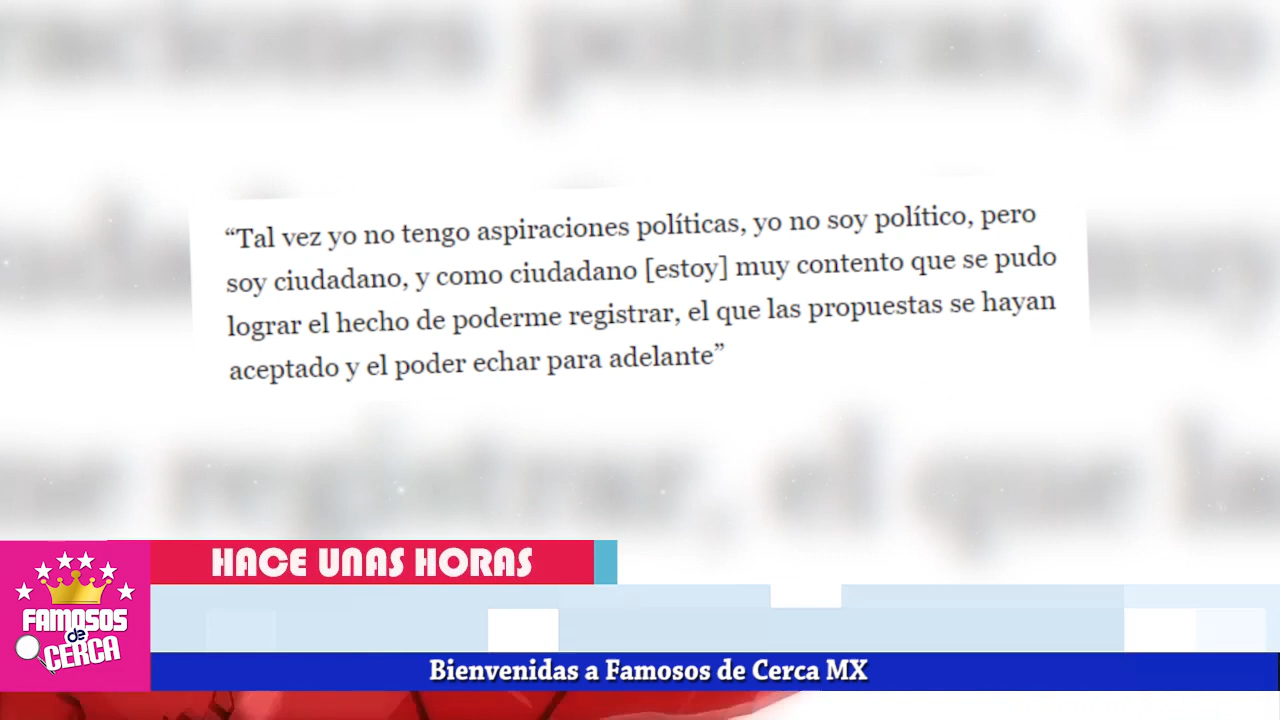 “Tal vez yo no tengo aspiraciones políticas, yo no soy político, pero
soy ciudadano, y como ciudadano [estoy] muy contento que se pudo
lograr el hecho de poderme registrar, el que las propuestas se hayan
aceptado y el poder echar para adelante”
HACE UNAS HORAS
FAMOSOS
de
CERCA
Bienvenidas a Famosos de Cerca MX